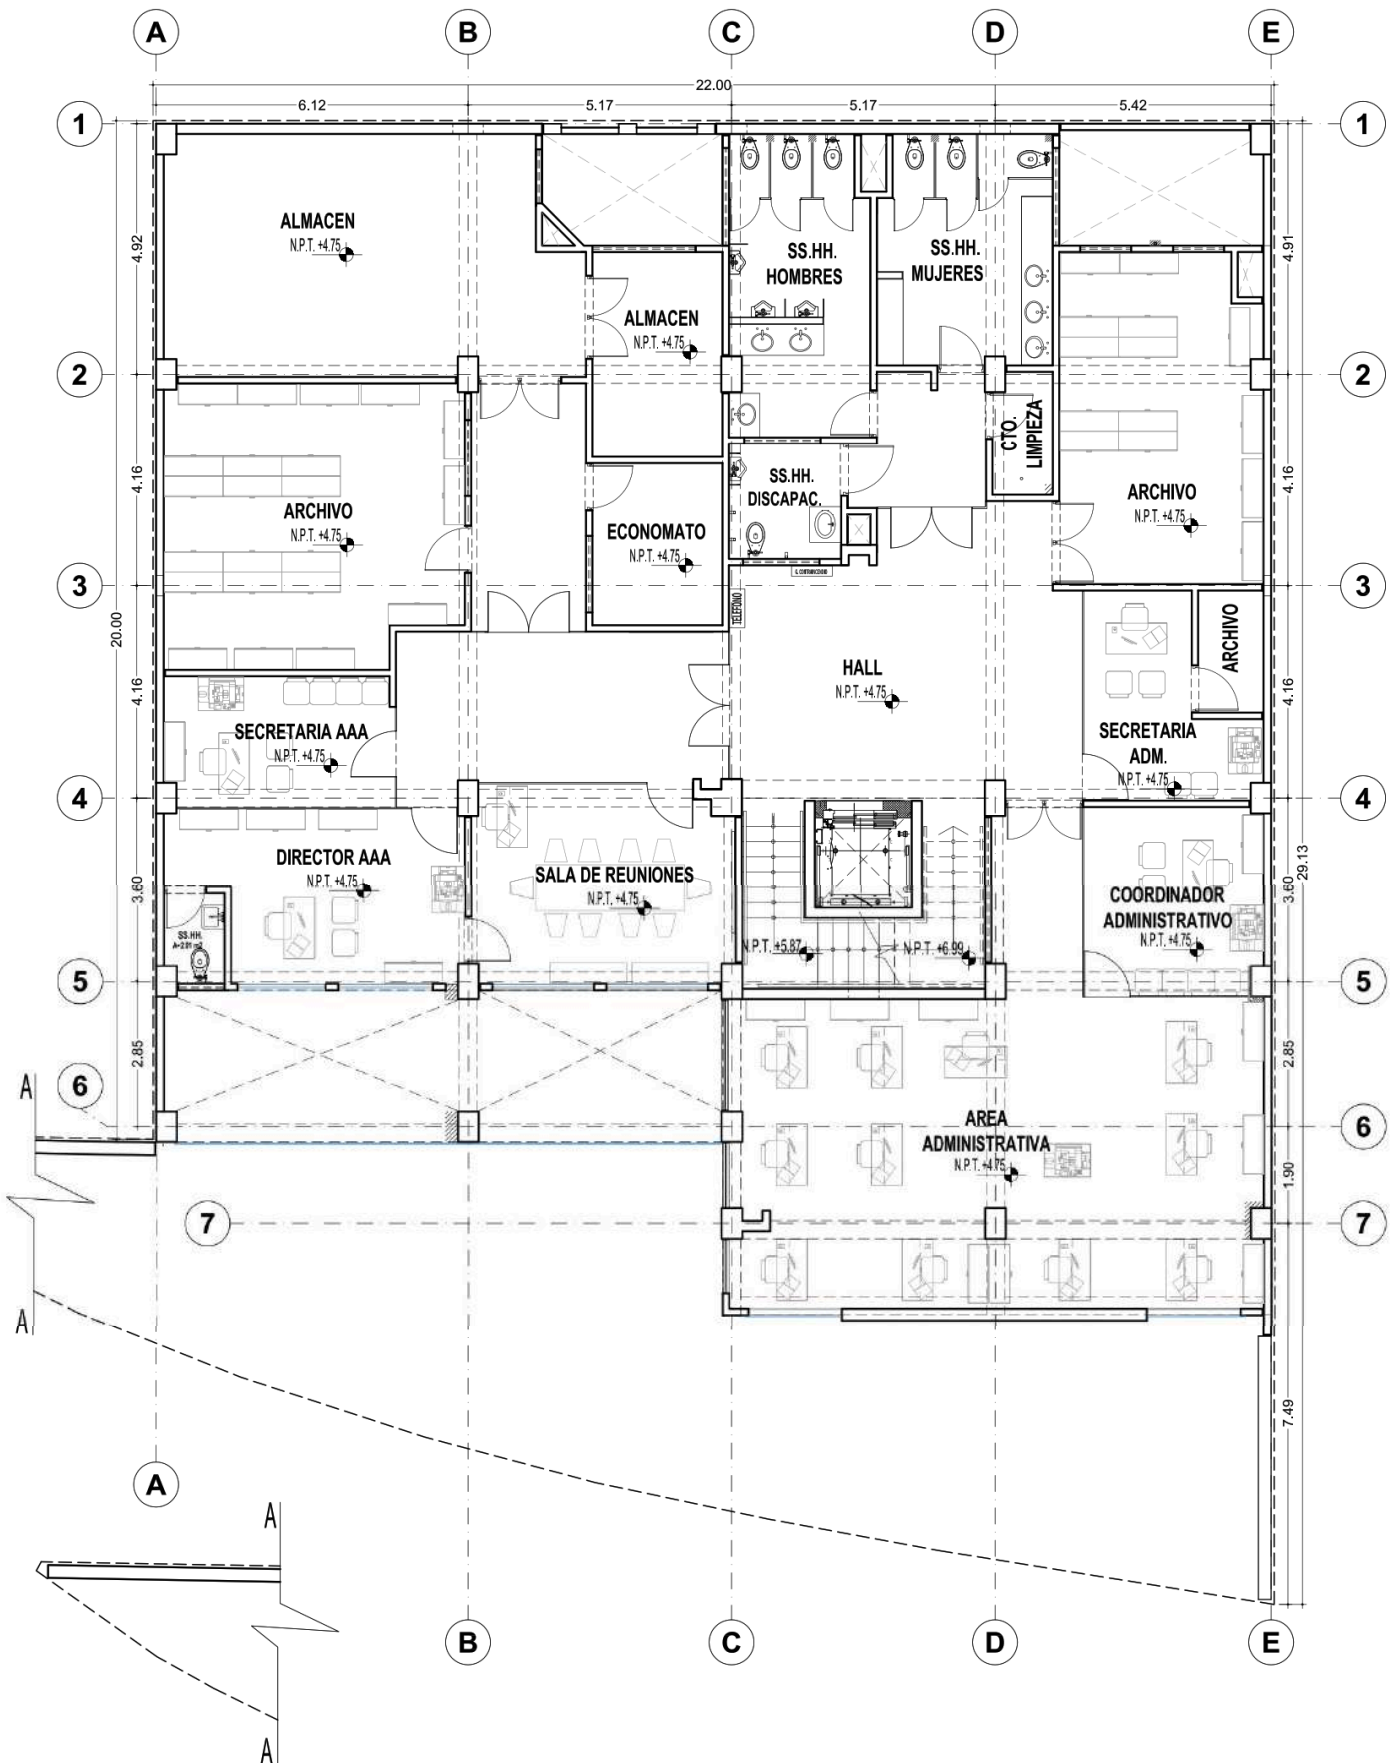 A
B
C
D
E
22.00
6.12
5.17
5.17
5.42
1
1
ALMACEN
N.P.T. +4.75
4.92
4.91
SS.HH.
HOMBRES
SS.HH.
MUJERES
ALMACEN
N.P.T. +4.75
2
2
CTO.
LIMPIEZA
ARCHIVO
N.P.T. +4.75
4.16
SS.HH.
DISCAPAC.
ECONOMATO
N.P.T. +4.75
ARCHIVO
N.P.T. +4.75
4.16
3
3
G. CONTRAINCENDIO
TELEFONO
20.00
HALL
N.P.T. +4.75
ARCHIVO
4.16
4.16
SECRETARIA AAA
N.P.T. +4.75
SECRETARIA
ADM.
N.P.T. +4.75
4
4
DIRECTOR AAA
N.P.T. +4.75
SALA DE REUNIONES
N.P.T. +4.75
3.60
3.60
29.13
COORDINADOR
ADMINISTRATIVO
N.P.T. +4.75
SS.HH.
A=2.01 m2
N.P.T. +5.87
N.P.T. +6.99
5
5
2.85
2.85
A
6
6
AREA
ADMINISTRATIVA
N.P.T. +4.75
1.90
7
7
A
7.49
A
A
B
C
D
E
A